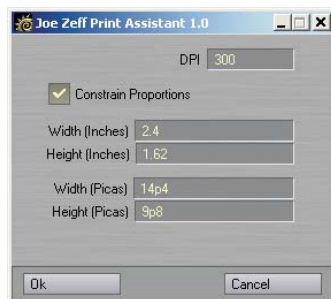 Joe Zeff Print Assistant 1.0
DPI 300
Constrain Proportions
Width (Inches) 2.4
Height (Inches) 1.62
Width (Picas) 14p4
Height (Picas) 9p8
Ok Cancel